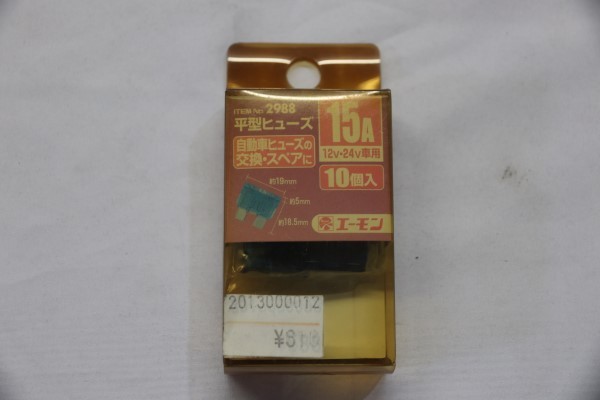 ITEM No. 2988
平型ヒューズ
15A
12V・24V車用
自動車ヒューズの
交換・スペアに
10個入
約19mm
約5mm
約18.5mm
エーモン
2013000012